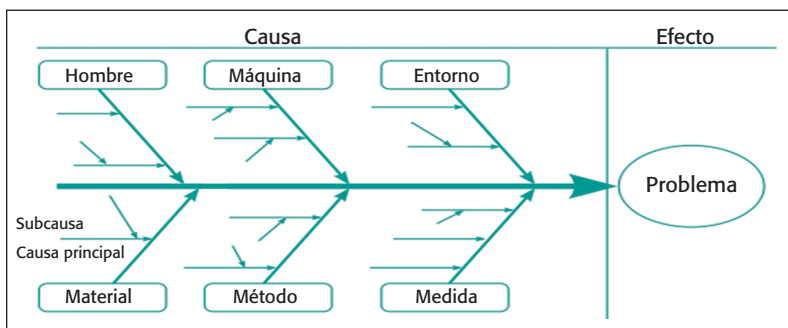 Causa
Efecto
Hombre
Máquina
Entorno
Problema
Subcausa
Causa principal
Material
Método
Medida